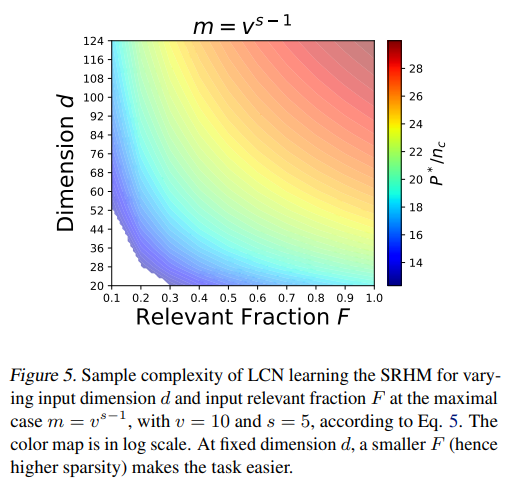 m = v^{s−1}
Dimension d
124
116
108
100
92
84
76
68
60
52
44
36
28
20
0.1 0.2 0.3 0.4 0.5 0.6 0.7 0.8 0.9 1.0
Relevant Fraction F
28
26
24
22
20
18
16
14
P*/n_c
Figure 5. Sample complexity of LCN learning the SRHM for vary-
ing input dimension d and input relevant fraction F at the maximal
case m = v^{s−1}, with v = 10 and s = 5, according to Eq. 5. The
color map is in log scale. At fixed dimension d, a smaller F (hence
higher sparsity) makes the task easier.